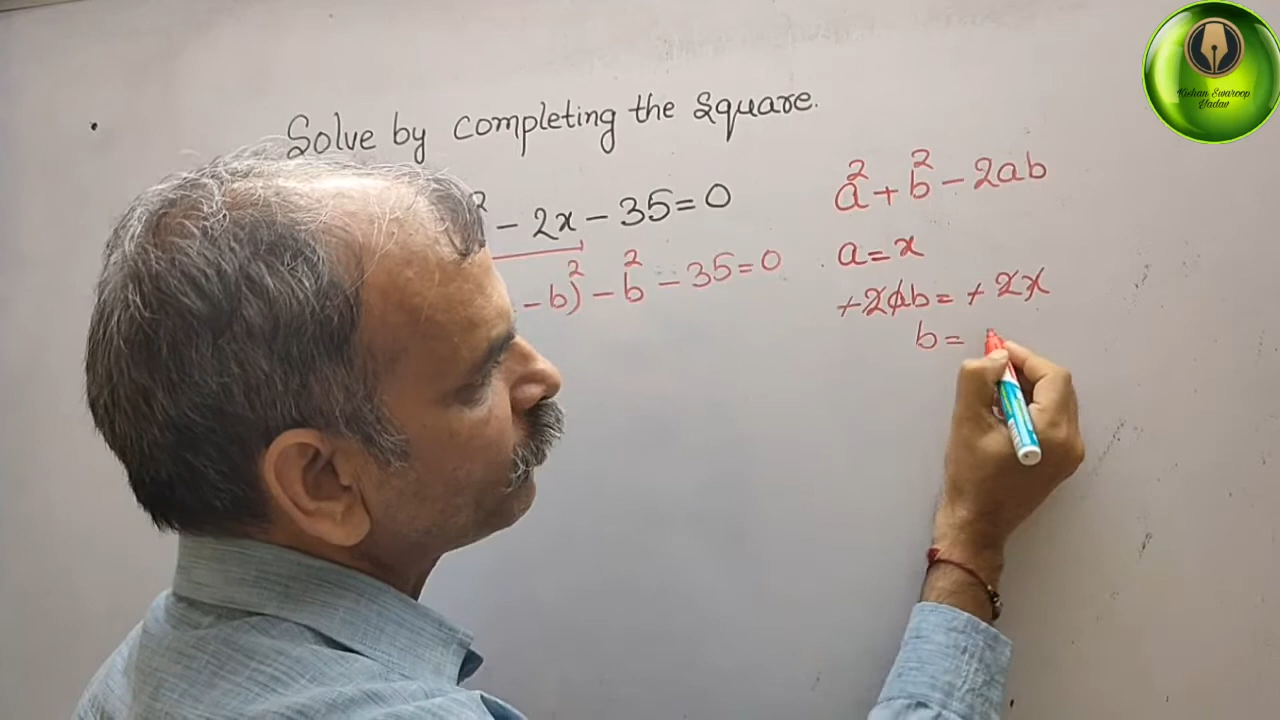 Solve by completing the square.
² - 2x - 35 = 0
- b)² - b² - 35 = 0
a² + b² - 2ab
a = x
+2ab = +2x
b =
Kishan Swaroop
Yadav